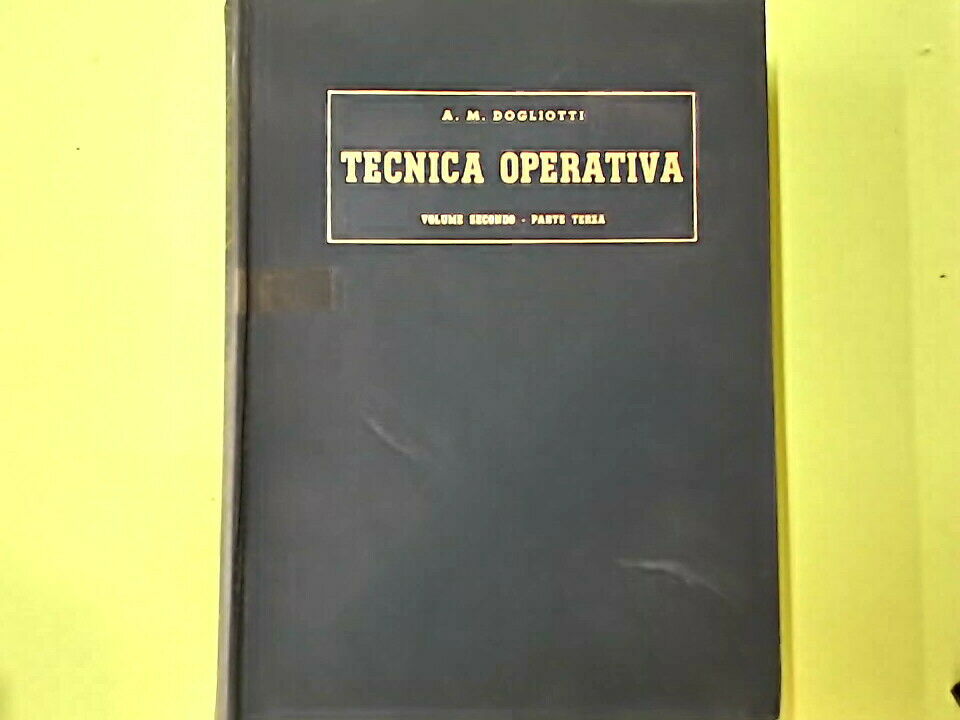 A. M. DOGLIOTTI
TECNICA OPERATIVA
VOLUME SECONDO - PARTE TERZA